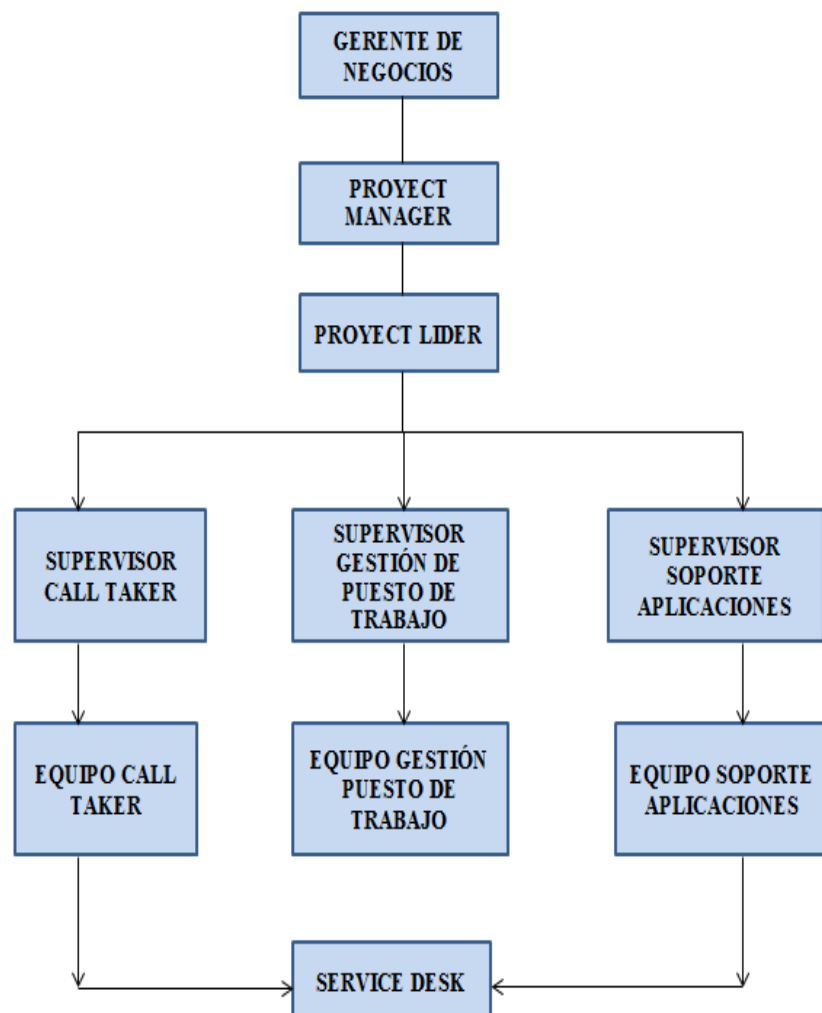 GERENTE DE
NEGOCIOS
PROYECT
MANAGER
PROYECT LIDER
SUPERVISOR
CALL TAKER
SUPERVISOR
GESTIÓN DE
PUESTO DE
TRABAJO
SUPERVISOR
SOPORTE
APLICACIONES
EQUIPO CALL
TAKER
EQUIPO GESTIÓN
PUESTO DE
TRABAJO
EQUIPO SOPORTE
APLICACIONES
SERVICE DESK